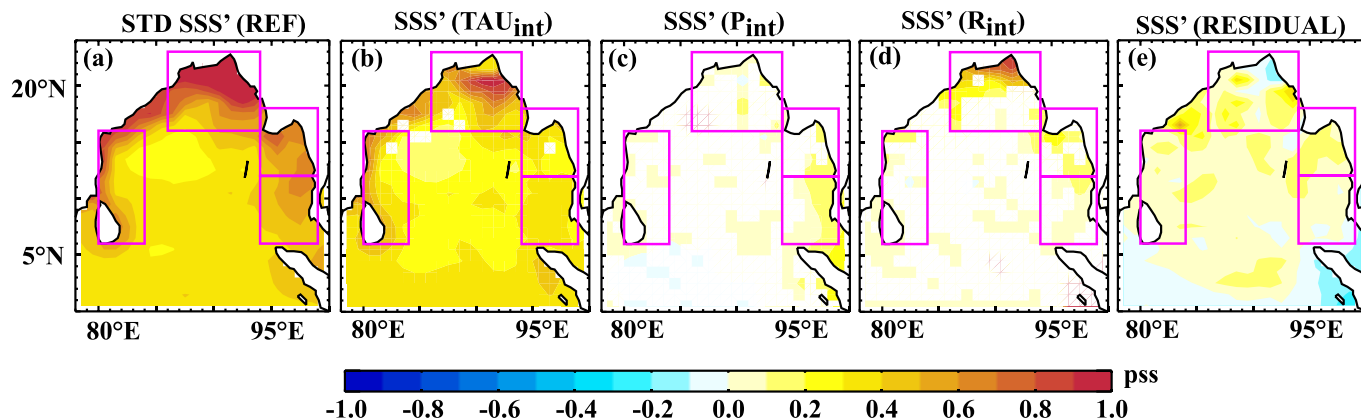 STD SSS’ (REF)
SSS’ (TAUint)
SSS’ (Pint)
SSS’ (Rint)
SSS’ (RESIDUAL)
(a)
(b)
(c)
(d)
(e)
20°N
5°N
80°E 95°E
80°E 95°E
80°E 95°E
80°E 95°E
80°E 95°E
pss
-1.0 -0.8 -0.6 -0.4 -0.2 0.0 0.2 0.4 0.6 0.8 1.0